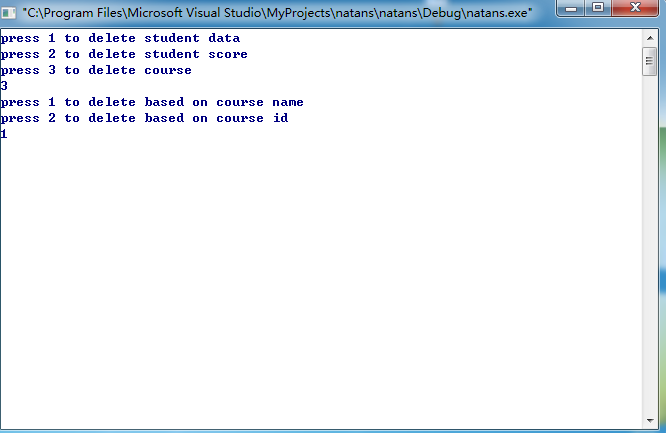 "C:\Program Files\Microsoft Visual Studio\MyProjects\natans\natans\Debug\natans.exe"
press 1 to delete student data
press 2 to delete student score
press 3 to delete course
3
press 1 to delete based on course name
press 2 to delete based on course id
1